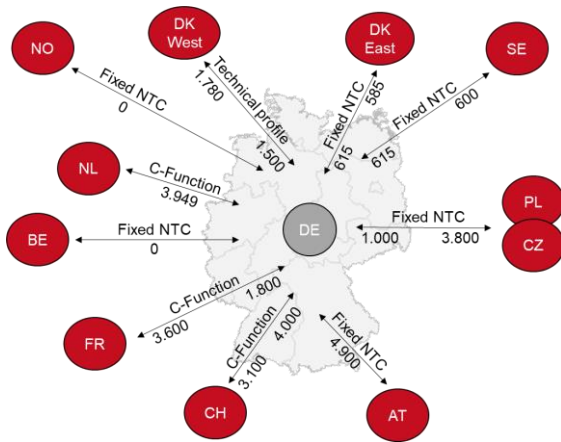 NO
DK
West
DK
East
SE
Fixed NTC
0
Technical profile
1.780
1.500
Fixed NTC
585
615
Fixed NTC
600
615
NL
C-Function
3.949
BE
Fixed NTC
0
DE
Fixed NTC
1.000
3.800
PL
CZ
C-Function
1.800
3.600
FR
C-Function
4.000
3.100
CH
Fixed NTC
4.900
AT